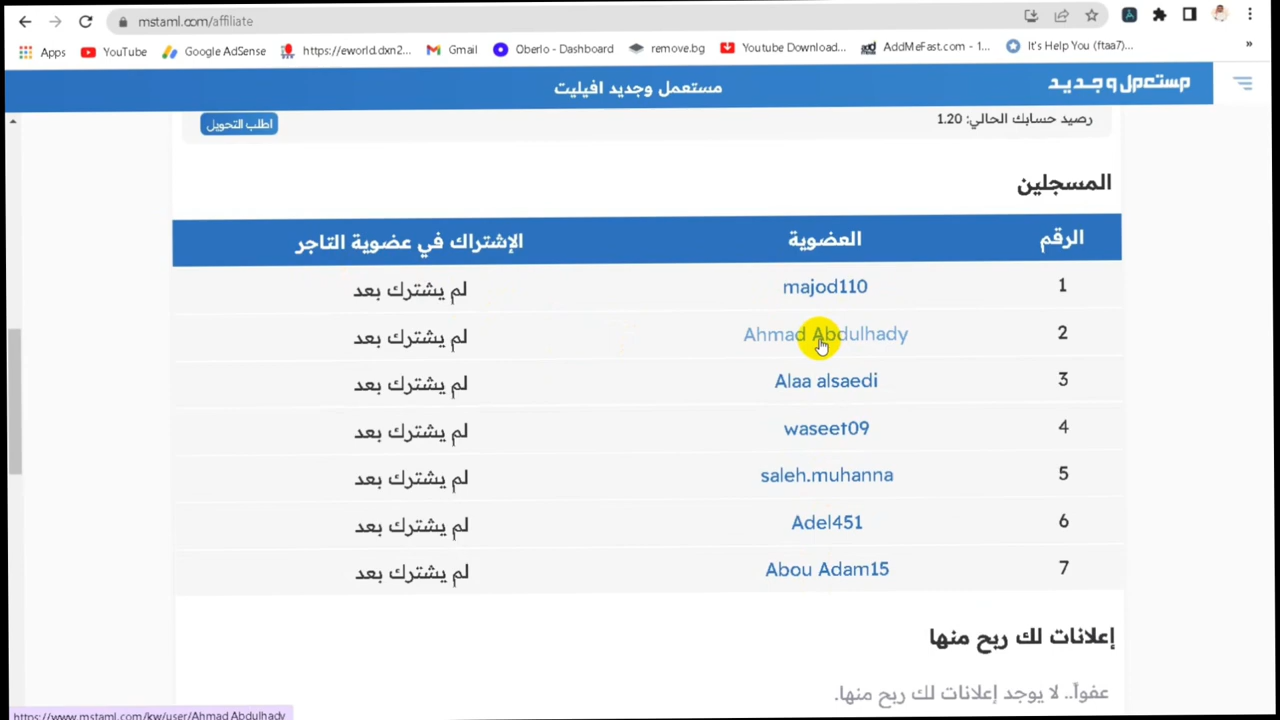 mstaml.com/affiliate
Apps YouTube Google AdSense https://eworld.dxn2... Gmail Oberlo - Dashboard remove.bg Youtube Download... AddMeFast.com - 1... It's Help You (ftaa7)... »
مستعمل وجديد مستعمل وجديد افيليت
رصيد حسابك الحالي: 1.20 اطلب التحويل
المسجلين
الرقم العضوية الإشتراك في عضوية التاجر
1 majod110 لم يشترك بعد
2 Ahmad Abdulhady لم يشترك بعد
3 Alaa alsaedi لم يشترك بعد
4 waseet09 لم يشترك بعد
5 saleh.muhanna لم يشترك بعد
6 Adel451 لم يشترك بعد
7 Abou Adam15 لم يشترك بعد
إعلانات لك ربح منها
عفواً.. لا يوجد إعلانات لك ربح منها.
https://www.mstaml.com/kw/user/Ahmad Abdulhady